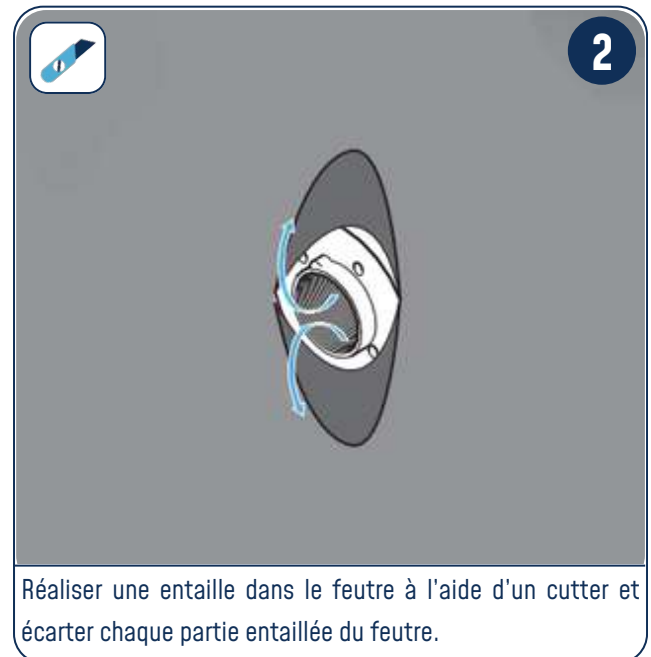 2
Réaliser une entaille dans le feutre à l'aide d'un cutter et
écarter chaque partie entaillée du feutre.